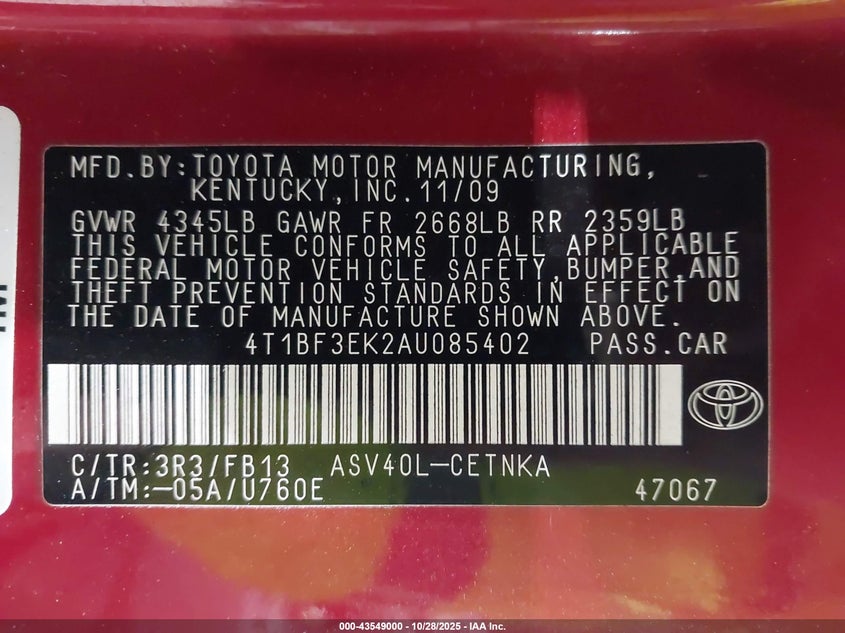 MFD.BY:TOYOTA MOTOR MANUFACTURING,
KENTUCKY,INC.11/09
GVWR 4345LB GAWR FR 2668LB RR 2359LB
THIS VEHICLE CONFORMS TO ALL APPLICABLE
FEDERAL MOTOR VEHICLE SAFETY,BUMPER,AND
THEFT PREVENTION STANDARDS IN EFFECT ON
THE DATE OF MANUFACTURE SHOWN ABOVE.
4T1BF3EK2AU085402 PASS.CAR
C/TR:3R3/FB13 ASV40L-CETNKA
A/TM:-05A/U760E 47067
000-43549000 - 10/28/2025 - IAA Inc.